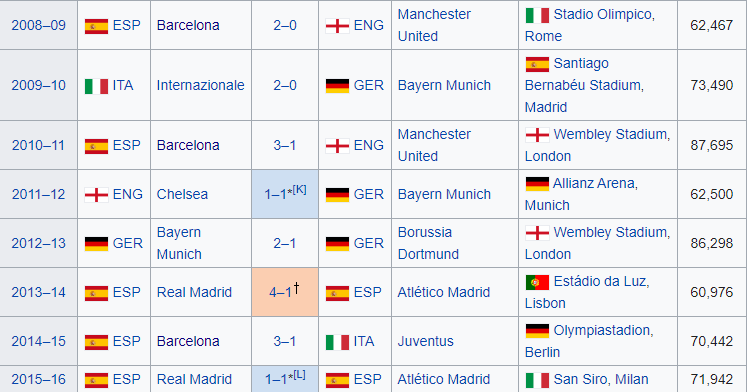 2008–09 ESP Barcelona 2–0 ENG Manchester United Stadio Olimpico, Rome 62,467
2009–10 ITA Internazionale 2–0 GER Bayern Munich Santiago Bernabéu Stadium, Madrid 73,490
2010–11 ESP Barcelona 3–1 ENG Manchester United Wembley Stadium, London 87,695
2011–12 ENG Chelsea 1–1*[K] GER Bayern Munich Allianz Arena, Munich 62,500
2012–13 GER Bayern Munich 2–1 GER Borussia Dortmund Wembley Stadium, London 86,298
2013–14 ESP Real Madrid 4–1† ESP Atlético Madrid Estádio da Luz, Lisbon 60,976
2014–15 ESP Barcelona 3–1 ITA Juventus Olympiastadion, Berlin 70,442
2015–16 ESP Real Madrid 1–1*[L] ESP Atlético Madrid San Siro, Milan 71,942